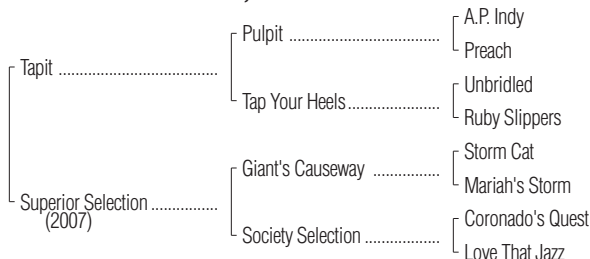 A.P. Indy
Pulpit
Preach
Tapit
Unbridled
Tap Your Heels
Ruby Slippers
Storm Cat
Giant's Causeway
Mariah's Storm
Superior Selection
(2007)
Coronado's Quest
Society Selection
Love That Jazz